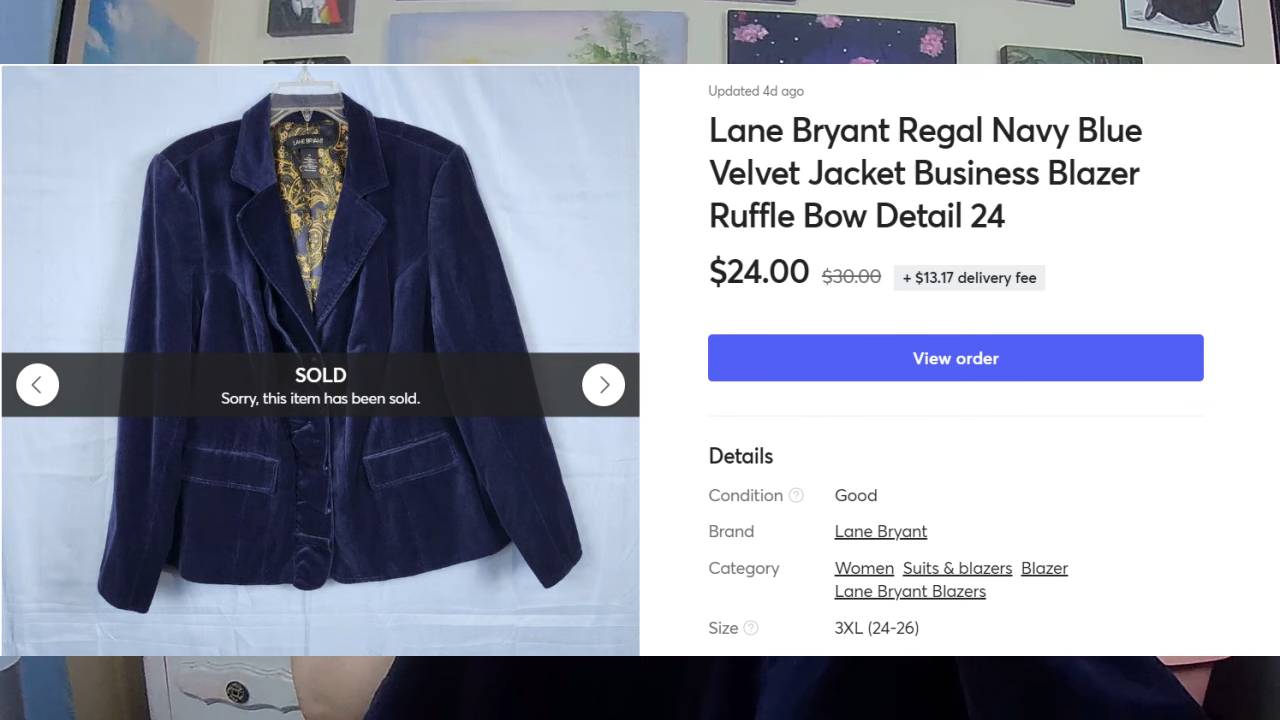 LANE BRYANT
SOLD
Sorry, this item has been sold.
Updated 4d ago
Lane Bryant Regal Navy Blue
Velvet Jacket Business Blazer
Ruffle Bow Detail 24
$24.00 $30.00 + $13.17 delivery fee
View order
Details
Condition ? Good
Brand Lane Bryant
Category Women Suits & blazers Blazer
Lane Bryant Blazers
Size ? 3XL (24-26)